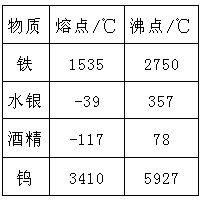 物质 熔点/℃ 沸点/℃
铁 1535 2750
水银 -39 357
酒精 -117 78
钨 3410 5927